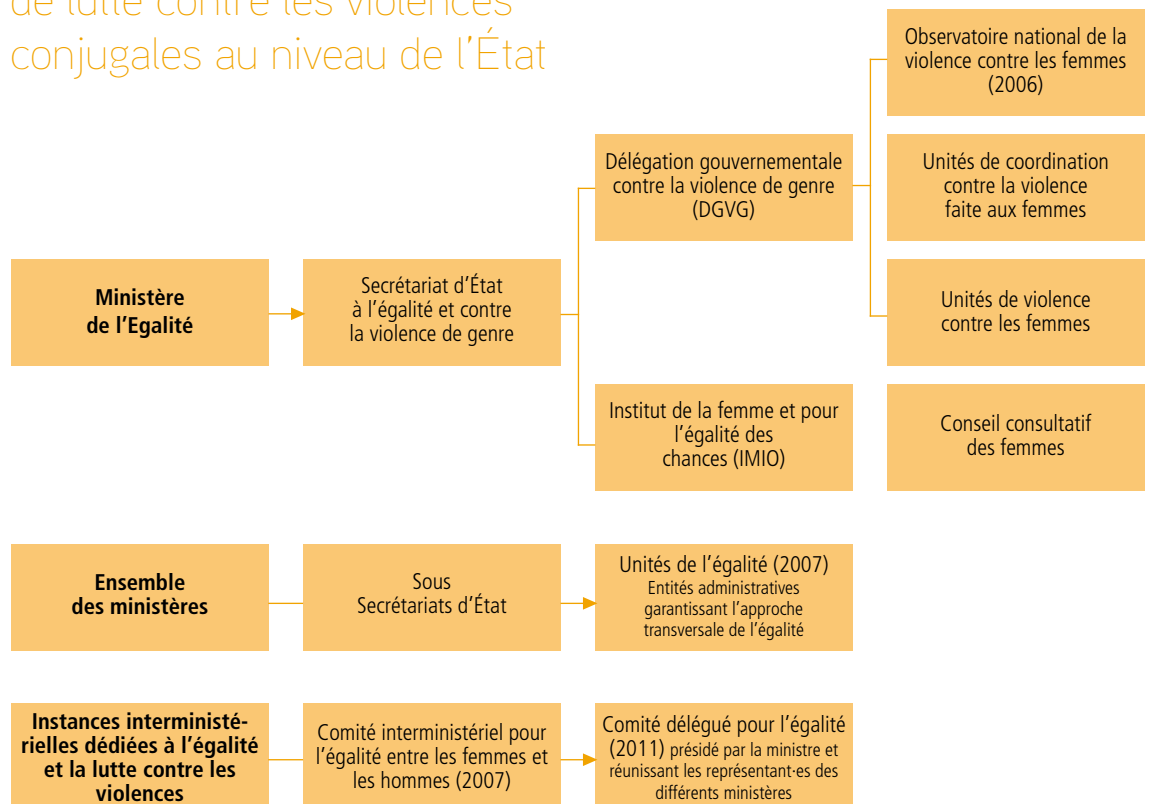 de lutte contre les violences
conjugales au niveau de l'État
Observatoire national de la
violence contre les femmes
(2006)
Délégation gouvernementale
contre la violence de genre
(DGVG)
Unités de coordination
contre la violence
faite aux femmes
Ministère
de l'Egalité
Secrétariat d'État
à l'égalité et contre
la violence de genre
Unités de violence
contre les femmes
Institut de la femme et pour
l'égalité des
chances (IMIO)
Conseil consultatif
des femmes
Ensemble
des ministères
Sous
Secrétariats d'État
Unités de l'égalité (2007)
Entités administratives
garantissant l'approche
transversale de l'égalité
Instances interministé-
rielles dédiées à l'égalité
et la lutte contre les
violences
Comité interministériel pour
l'égalité entre les femmes et
les hommes (2007)
Comité délégué pour l'égalité
(2011) présidé par la ministre et
réunissant les représentant·es des
différents ministères